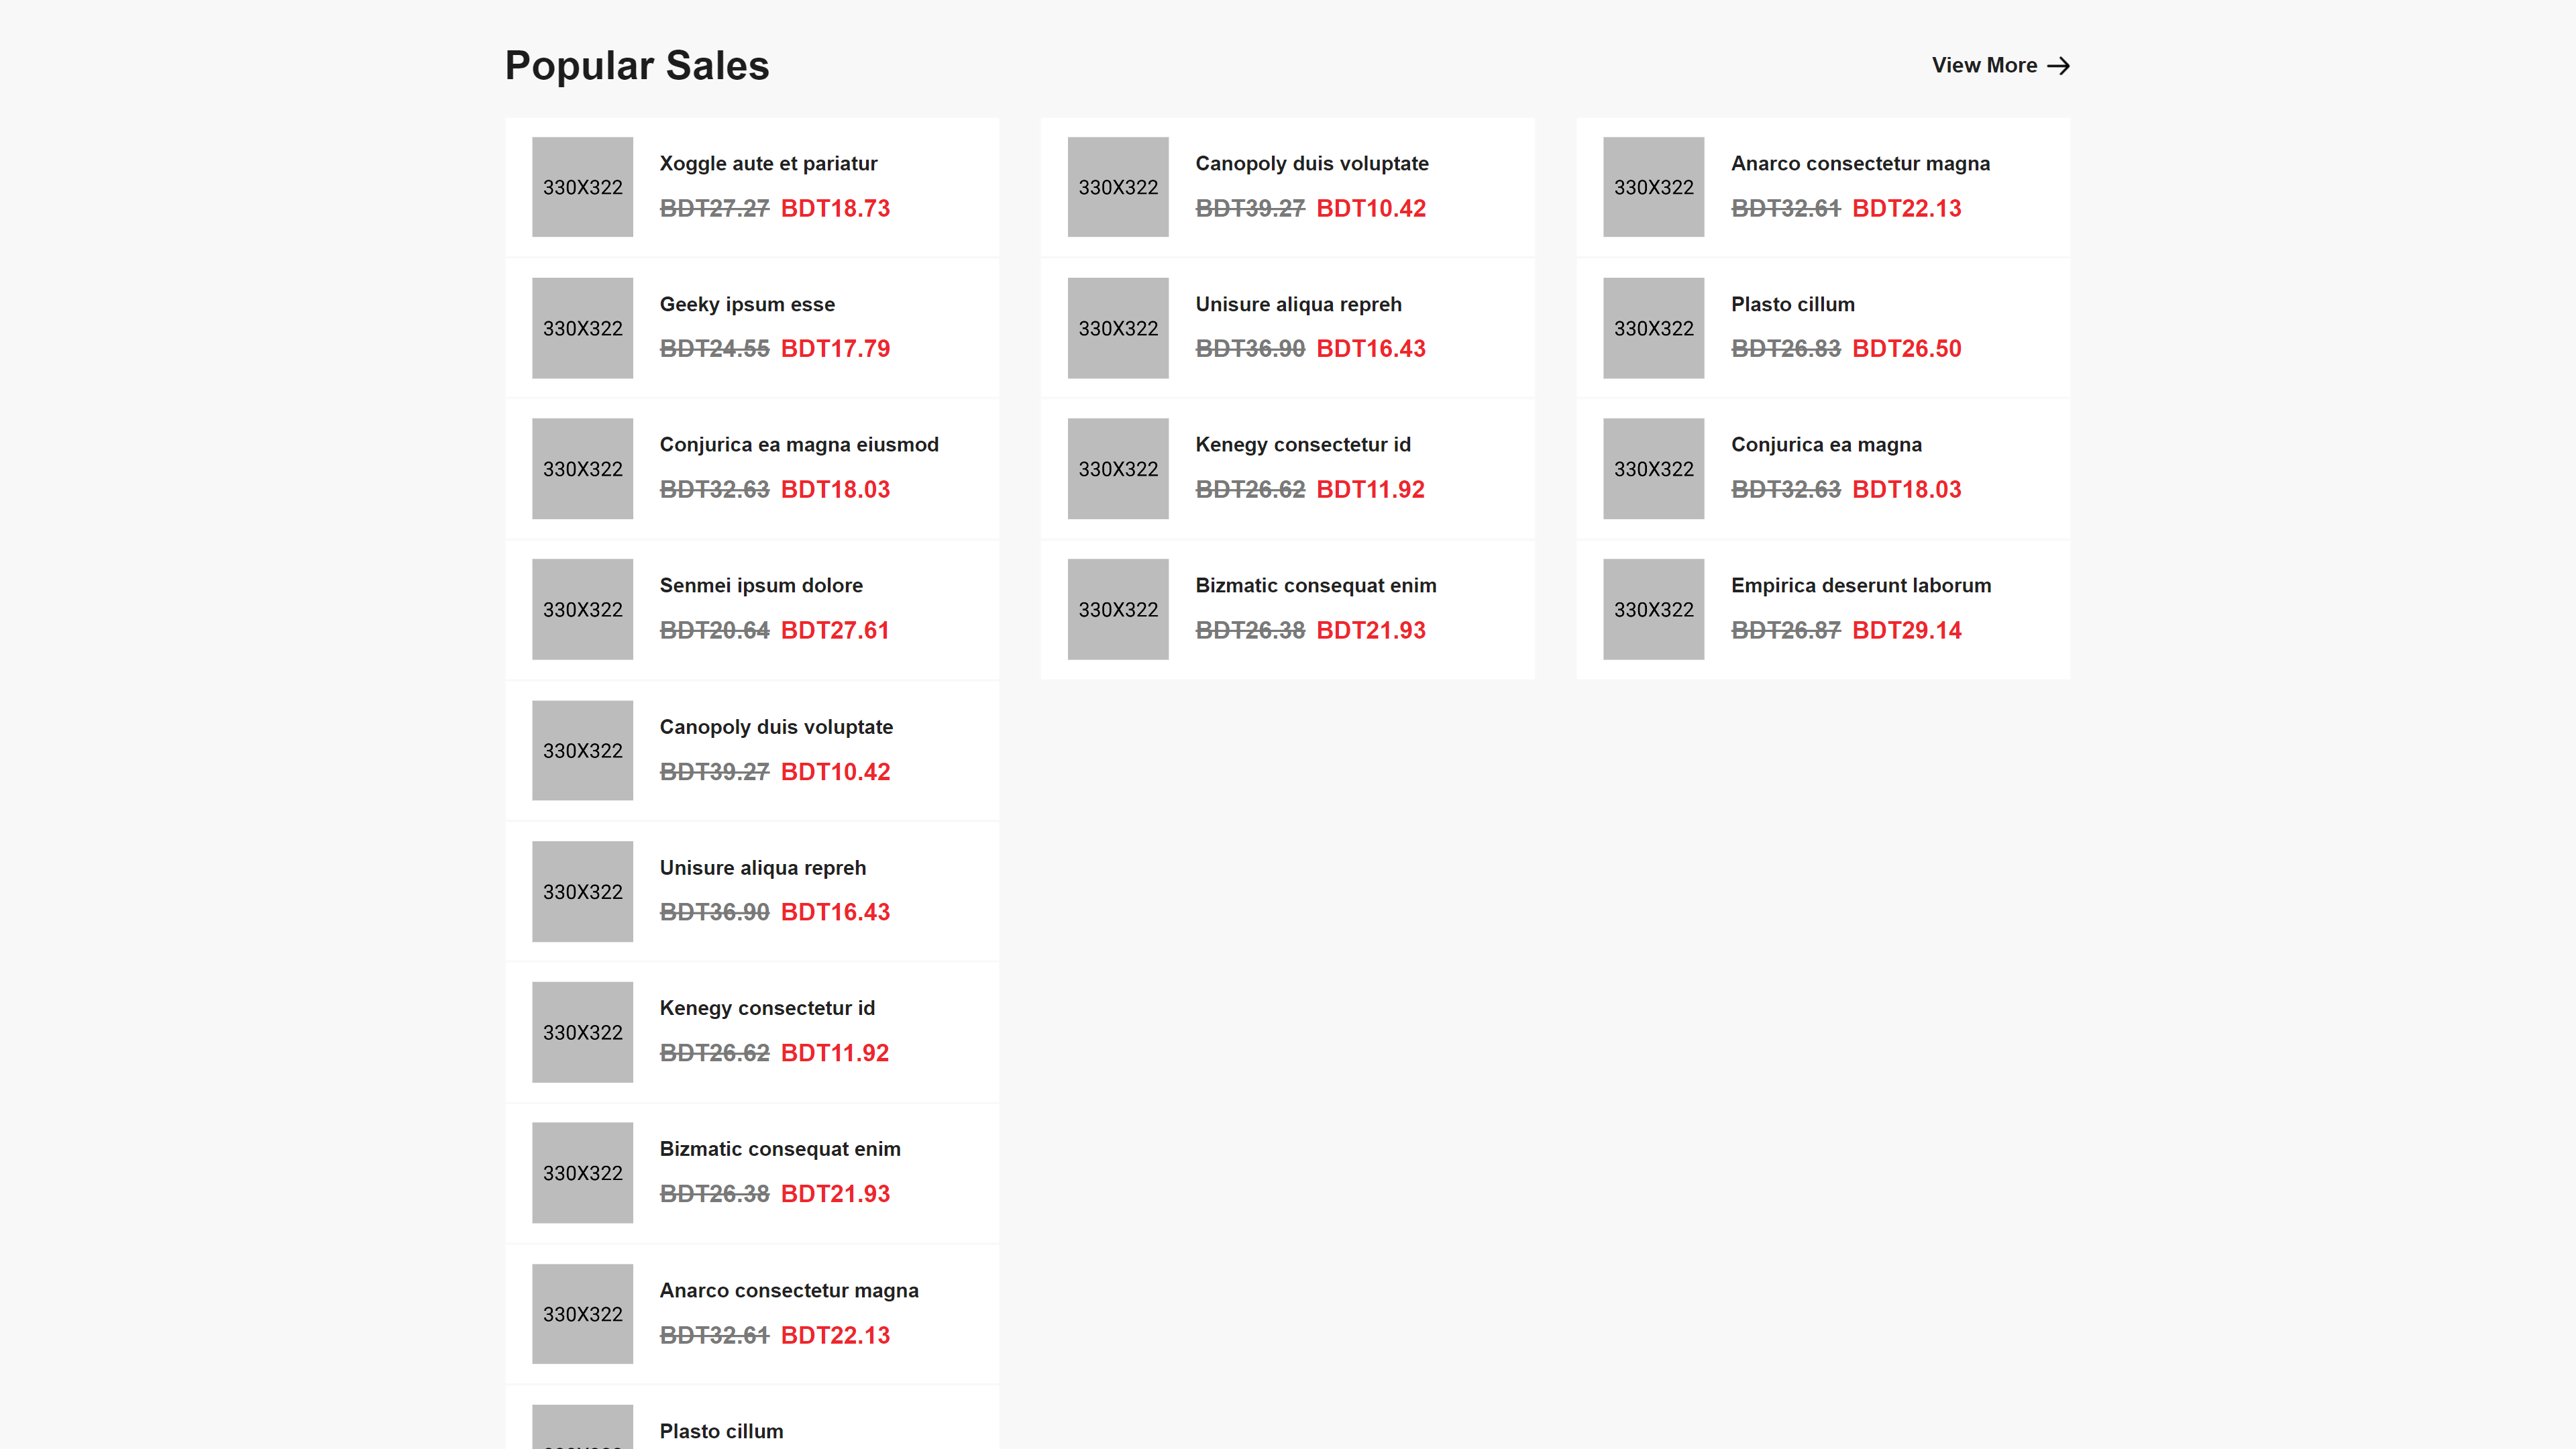 Popular Sales
View More
330X322
Xoggle aute et pariatur
BDT27.27 BDT18.73
330X322
Geeky ipsum esse
BDT24.55 BDT17.79
330X322
Conjurica ea magna eiusmod
BDT32.63 BDT18.03
330X322
Senmei ipsum dolore
BDT20.64 BDT27.61
330X322
Canopoly duis voluptate
BDT39.27 BDT10.42
330X322
Unisure aliqua repreh
BDT36.90 BDT16.43
330X322
Kenegy consectetur id
BDT26.62 BDT11.92
330X322
Bizmatic consequat enim
BDT26.38 BDT21.93
330X322
Anarco consectetur magna
BDT32.61 BDT22.13
Plasto cillum
330X322
Canopoly duis voluptate
BDT39.27 BDT10.42
330X322
Unisure aliqua repreh
BDT36.90 BDT16.43
330X322
Kenegy consectetur id
BDT26.62 BDT11.92
330X322
Bizmatic consequat enim
BDT26.38 BDT21.93
330X322
Anarco consectetur magna
BDT32.61 BDT22.13
330X322
Plasto cillum
BDT26.83 BDT26.50
330X322
Conjurica ea magna
BDT32.63 BDT18.03
330X322
Empirica deserunt laborum
BDT26.87 BDT29.14